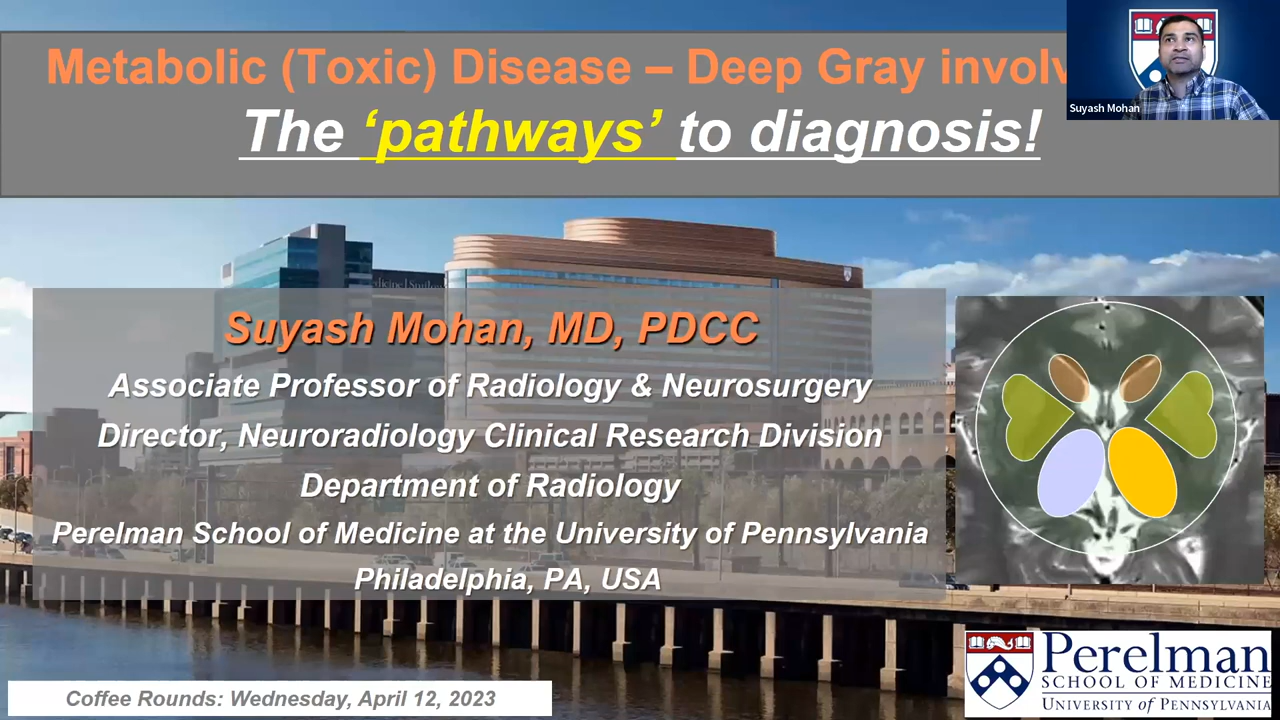 Metabolic (Toxic) Disease – Deep Gray
The ‘pathways’ to diagnosis!
Suyash Mohan
Suyash Mohan, MD, PDCC
Associate Professor of Radiology & Neurosurgery
Director, Neuroradiology Clinical Research Division
Department of Radiology
Perelman School of Medicine at the University of Pennsylvania
Philadelphia, PA, USA
Perelman
SCHOOL OF MEDICINE
UNIVERSITY of PENNSYLVANIA
Coffee Rounds: Wednesday, April 12, 2023